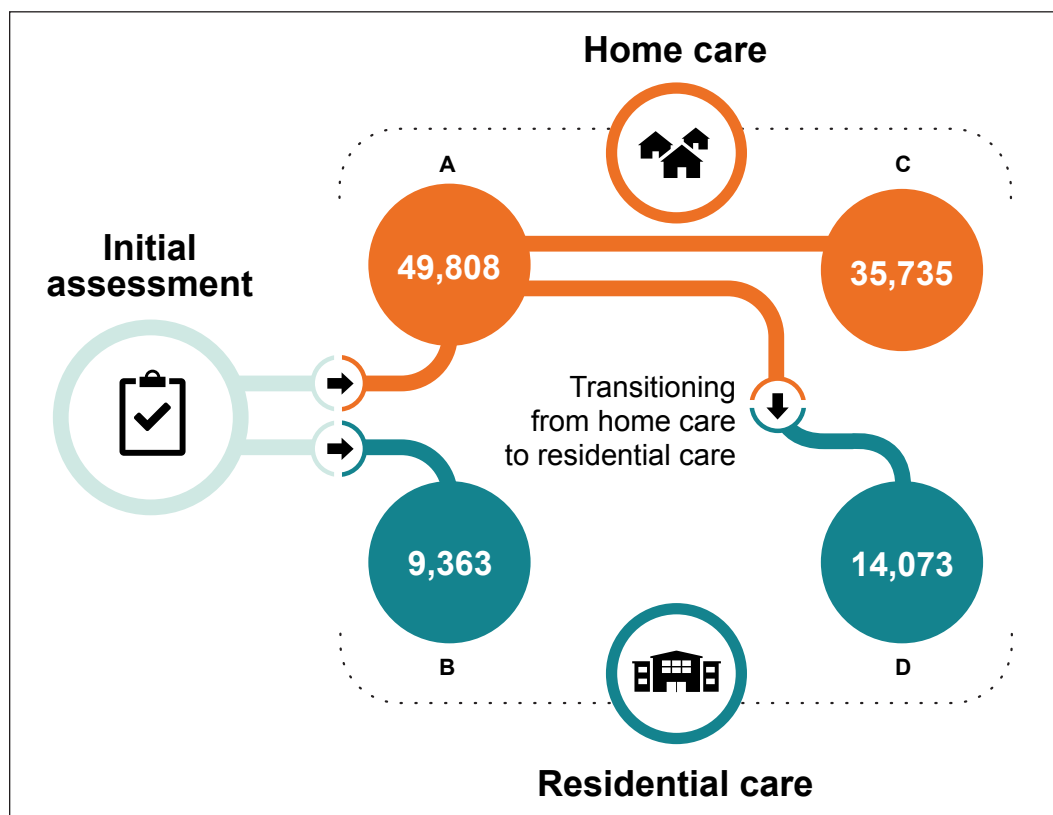 Home care
A
C
Initial
assessment
49,808
35,735
Transitioning
from home care
to residential care
9,363
14,073
B
D
Residential care